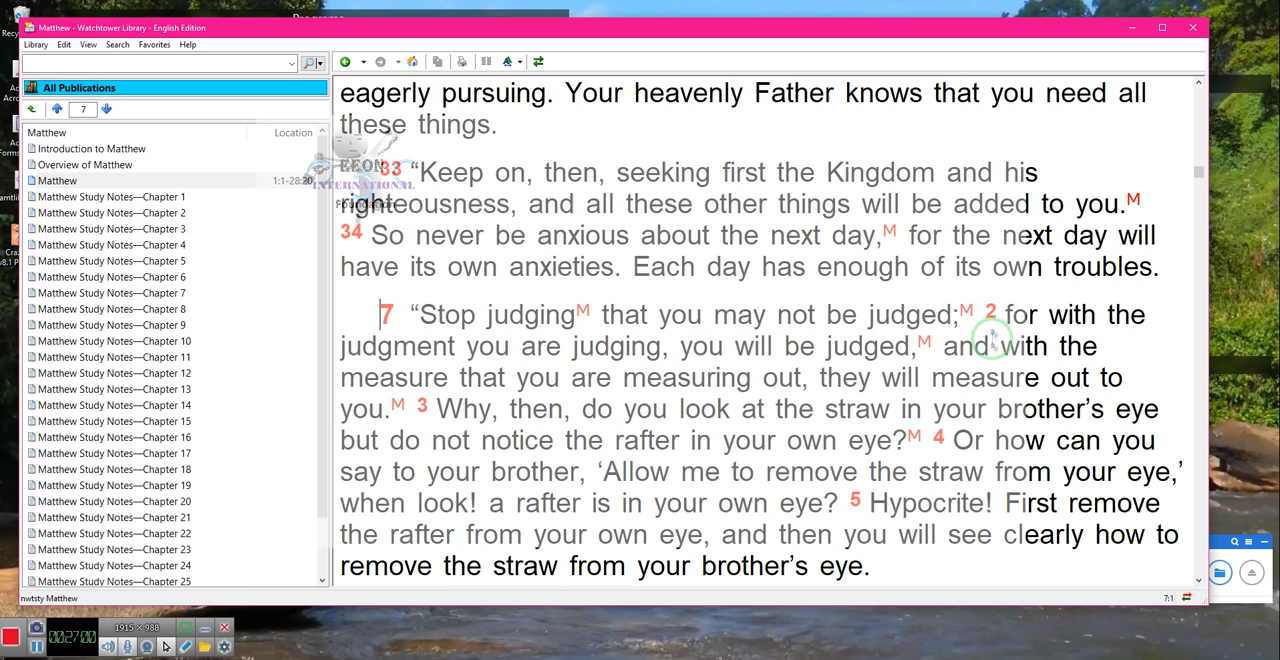 Matthew - Watchtower Library - English Edition
Library Edit View Search Favorites Help
All Publications
7
Matthew Location
Introduction to Matthew
Overview of Matthew
Matthew 1:1-28:20
Matthew Study Notes—Chapter 1
Matthew Study Notes—Chapter 2
Matthew Study Notes—Chapter 3
Matthew Study Notes—Chapter 4
Matthew Study Notes—Chapter 5
Matthew Study Notes—Chapter 6
Matthew Study Notes—Chapter 7
Matthew Study Notes—Chapter 8
Matthew Study Notes—Chapter 9
Matthew Study Notes—Chapter 10
Matthew Study Notes—Chapter 11
Matthew Study Notes—Chapter 12
Matthew Study Notes—Chapter 13
Matthew Study Notes—Chapter 14
Matthew Study Notes—Chapter 15
Matthew Study Notes—Chapter 16
Matthew Study Notes—Chapter 17
Matthew Study Notes—Chapter 18
Matthew Study Notes—Chapter 19
Matthew Study Notes—Chapter 20
Matthew Study Notes—Chapter 21
Matthew Study Notes—Chapter 22
Matthew Study Notes—Chapter 23
Matthew Study Notes—Chapter 24
Matthew Study Notes—Chapter 25
eagerly pursuing. Your heavenly Father knows that you need all
these things.
33 “Keep on, then, seeking first the Kingdom and his
righteousness, and all these other things will be added to you.M
34 So never be anxious about the next day,M for the next day will
have its own anxieties. Each day has enough of its own troubles.
7 “Stop judgingM that you may not be judged;M 2 for with the
judgment you are judging, you will be judged,M and with the
measure that you are measuring out, they will measure out to
you.M 3 Why, then, do you look at the straw in your brother’s eye
but do not notice the rafter in your own eye?M 4 Or how can you
say to your brother, ‘Allow me to remove the straw from your eye,’
when look! a rafter is in your own eye? 5 Hypocrite! First remove
the rafter from your own eye, and then you will see clearly how to
remove the straw from your brother’s eye.
EEON
INTERNATIONAL
Foundation
nwtsty Matthew 7:1
1915 × 988
00:27:00